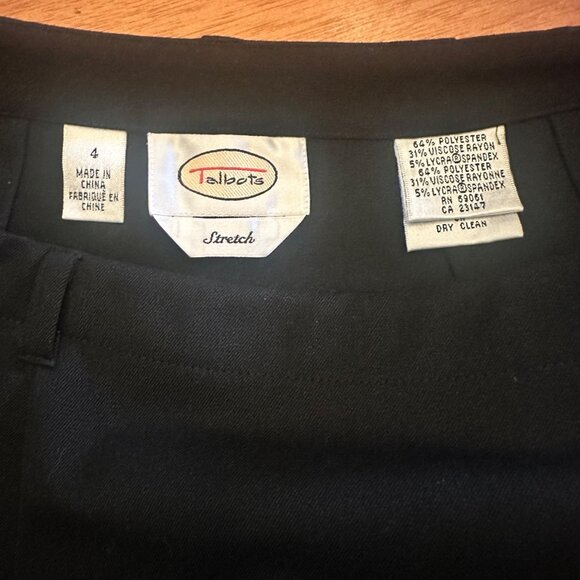 4
MADE IN
CHINA
FABRIQUÉ EN
CHINE
Talbots
Stretch
64% POLYESTER
31% VISCOSE RAYON
5% LYCRA® SPANDEX
64% POLYESTER
31% VISCOSE RAYONNE
5% LYCRA® SPANDEX
RN 69061
CA 23147
DRY CLEAN